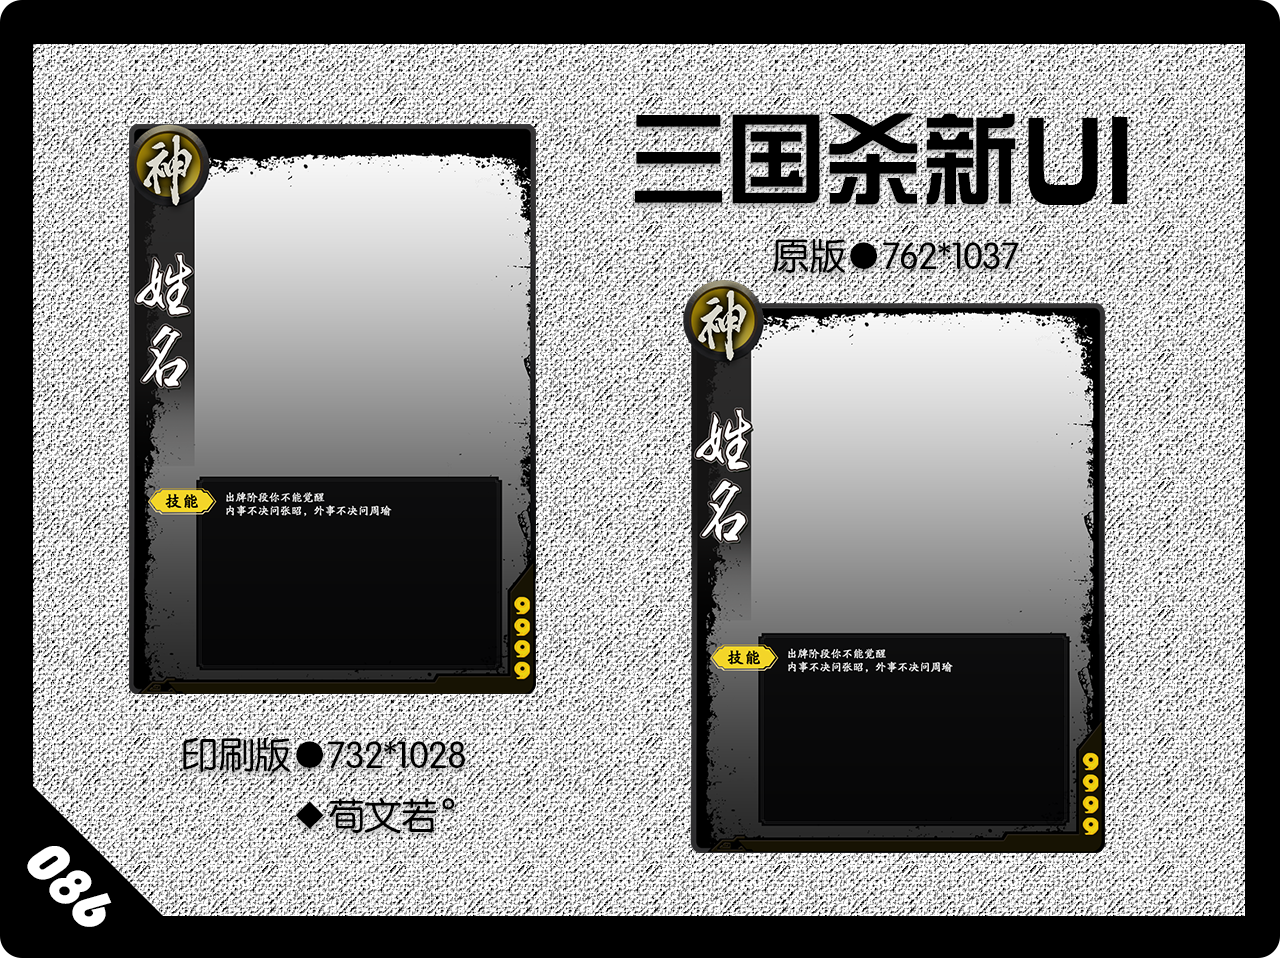 三国杀新UI
原版●762*1037
神
姓名
技能
出牌阶段你不能觉醒
内事不决问张昭，外事不决问周瑜
9999
印刷版●732*1028
◆荀文若°
神
姓名
技能
出牌阶段你不能觉醒
内事不决问张昭，外事不决问周瑜
9999
086